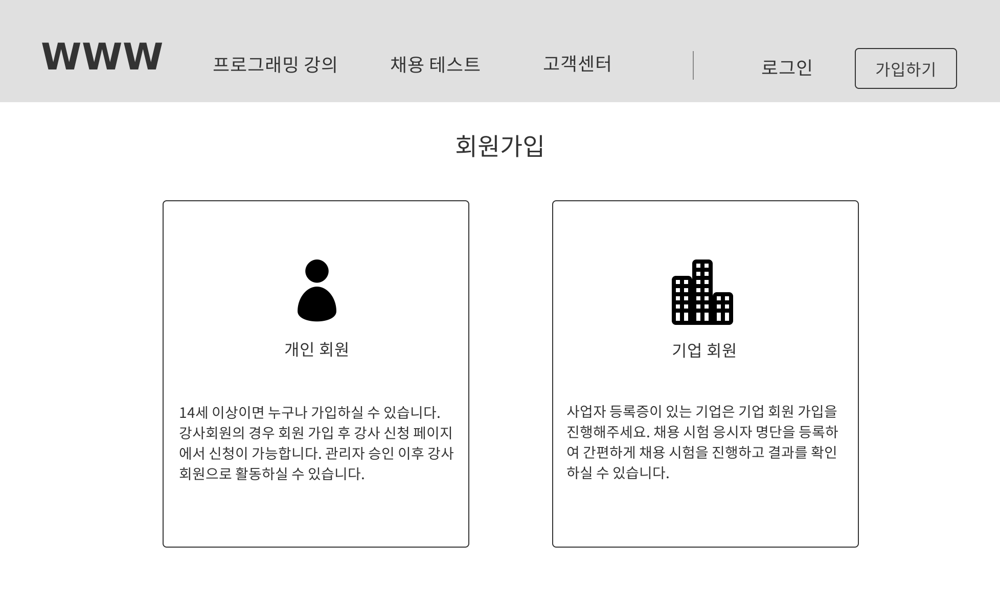 WWW
프로그래밍 강의
채용 테스트
고객센터
로그인
가입하기
회원가입
개인 회원
14세 이상이면 누구나 가입하실 수 있습니다.
강사회원의 경우 회원 가입 후 강사 신청 페이지
에서 신청이 가능합니다. 관리자 승인 이후 강사
회원으로 활동하실 수 있습니다.
기업 회원
사업자 등록증이 있는 기업은 기업 회원 가입을
진행해주세요. 채용 시험 응시자 명단을 등록하
여 간편하게 채용 시험을 진행하고 결과를 확인
하실 수 있습니다.